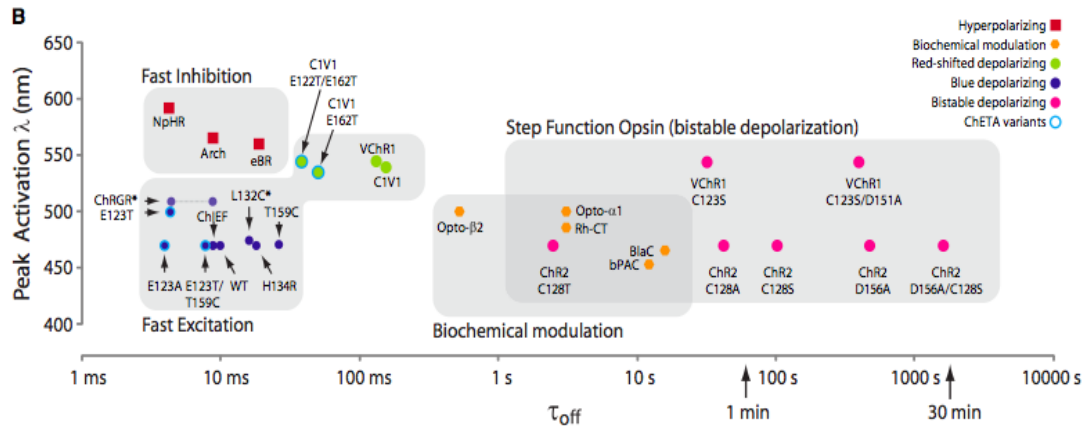 B
Hyperpolarizing
Biochemical modulation
Red-shifted depolarizing
Blue depolarizing
Bistable depolarizing
ChETA variants
Peak Activation λ (nm)
650
600
550
500
450
400
Fast Inhibition
NpHR
Arch
eBR
C1V1
E122T/E162T
C1V1
E162T
VChR1
C1V1
ChRGR*
E123T
ChIEF
L132C*
T159C
E123A
E123T/
T159C
WT
H134R
Fast Excitation
Step Function Opsin (bistable depolarization)
VChR1
C123S
VChR1
C123S/D151A
Opto-β2
Opto-α1
Rh-CT
BlaC
bPAC
ChR2
C128T
ChR2
C128A
ChR2
C128S
ChR2
D156A
ChR2
D156A/C128S
Biochemical modulation
1 ms
10 ms
100 ms
1 s
10 s
100 s
1000 s
10000 s
τoff
1 min
30 min